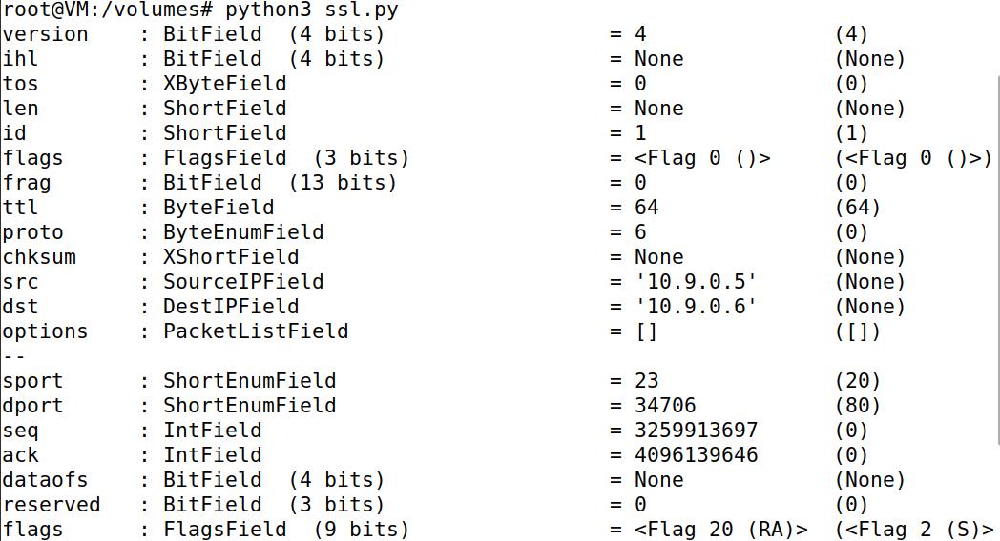 root@VM:/volumes# python3 ssl.py
version    : BitField  (4 bits)                  = 4               (4)
ihl        : BitField  (4 bits)                  = None            (None)
tos        : XByteField                          = 0               (0)
len        : ShortField                          = None            (None)
id         : ShortField                          = 1               (1)
flags      : FlagsField  (3 bits)                = <Flag 0 ()>     (<Flag 0 ()>)
frag       : BitField  (13 bits)                 = 0               (0)
ttl        : ByteField                           = 64              (64)
proto      : ByteEnumField                       = 6               (0)
chksum     : XShortField                         = None            (None)
src        : SourceIPField                       = '10.9.0.5'      (None)
dst        : DestIPField                         = '10.9.0.6'      (None)
options    : PacketListField                     = []              ([])
--
sport      : ShortEnumField                      = 23              (20)
dport      : ShortEnumField                      = 34706           (80)
seq        : IntField                            = 3259913697      (0)
ack        : IntField                            = 4096139646      (0)
dataofs    : BitField  (4 bits)                  = None            (None)
reserved   : BitField  (3 bits)                  = 0               (0)
flags      : FlagsField  (9 bits)                = <Flag 20 (RA)>  (<Flag 2 (S)>